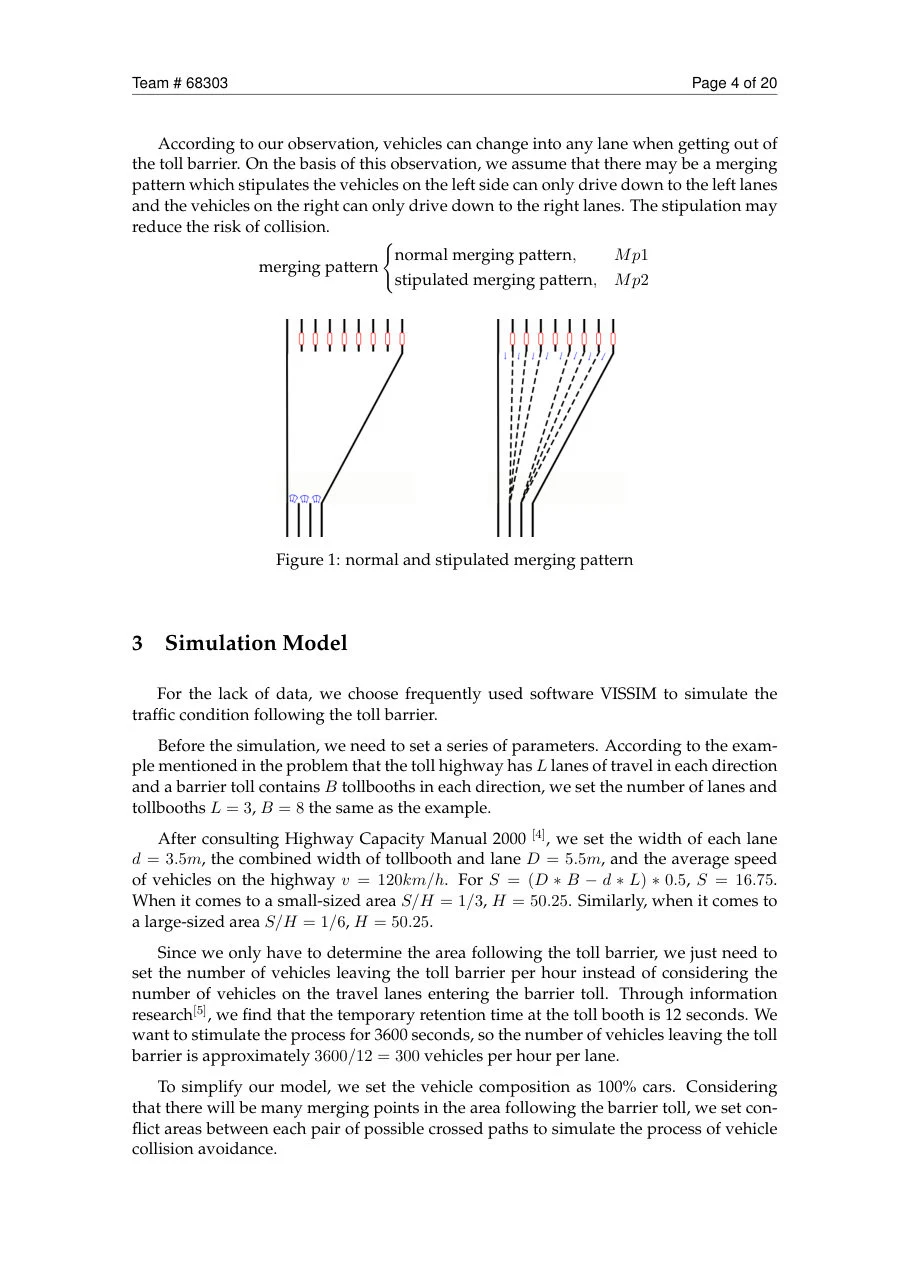 Team # 68303 Page 4 of 20
According to our observation, vehicles can change into any lane when getting out of
the toll barrier. On the basis of this observation, we assume that there may be a merging
pattern which stipulates the vehicles on the left side can only drive down to the left lanes
and the vehicles on the right can only drive down to the right lanes. The stipulation may
reduce the risk of collision.
merging pattern { normal merging pattern, Mp1
stipulated merging pattern, Mp2
Figure 1: normal and stipulated merging pattern
3 Simulation Model
For the lack of data, we choose frequently used software VISSIM to simulate the
traffic condition following the toll barrier.
Before the simulation, we need to set a series of parameters. According to the exam-
ple mentioned in the problem that the toll highway has L lanes of travel in each direction
and a barrier toll contains B tollbooths in each direction, we set the number of lanes and
tollbooths L = 3, B = 8 the same as the example.
After consulting Highway Capacity Manual 2000 [4], we set the width of each lane
d = 3.5m, the combined width of tollbooth and lane D = 5.5m, and the average speed
of vehicles on the highway v = 120km/h. For S = (D * B − d * L) * 0.5, S = 16.75.
When it comes to a small-sized area S/H = 1/3, H = 50.25. Similarly, when it comes to
a large-sized area S/H = 1/6, H = 50.25.
Since we only have to determine the area following the toll barrier, we just need to
set the number of vehicles leaving the toll barrier per hour instead of considering the
number of vehicles on the travel lanes entering the barrier toll. Through information
research[5], we find that the temporary retention time at the toll booth is 12 seconds. We
want to stimulate the process for 3600 seconds, so the number of vehicles leaving the toll
barrier is approximately 3600/12 = 300 vehicles per hour per lane.
To simplify our model, we set the vehicle composition as 100% cars. Considering
that there will be many merging points in the area following the barrier toll, we set con-
flict areas between each pair of possible crossed paths to simulate the process of vehicle
collision avoidance.